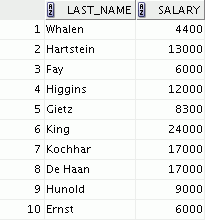 LAST_NAME SALARY
1 Whalen 4400
2 Hartstein 13000
3 Fay 6000
4 Higgins 12000
5 Gietz 8300
6 King 24000
7 Kochhar 17000
8 De Haan 17000
9 Hunold 9000
10 Ernst 6000